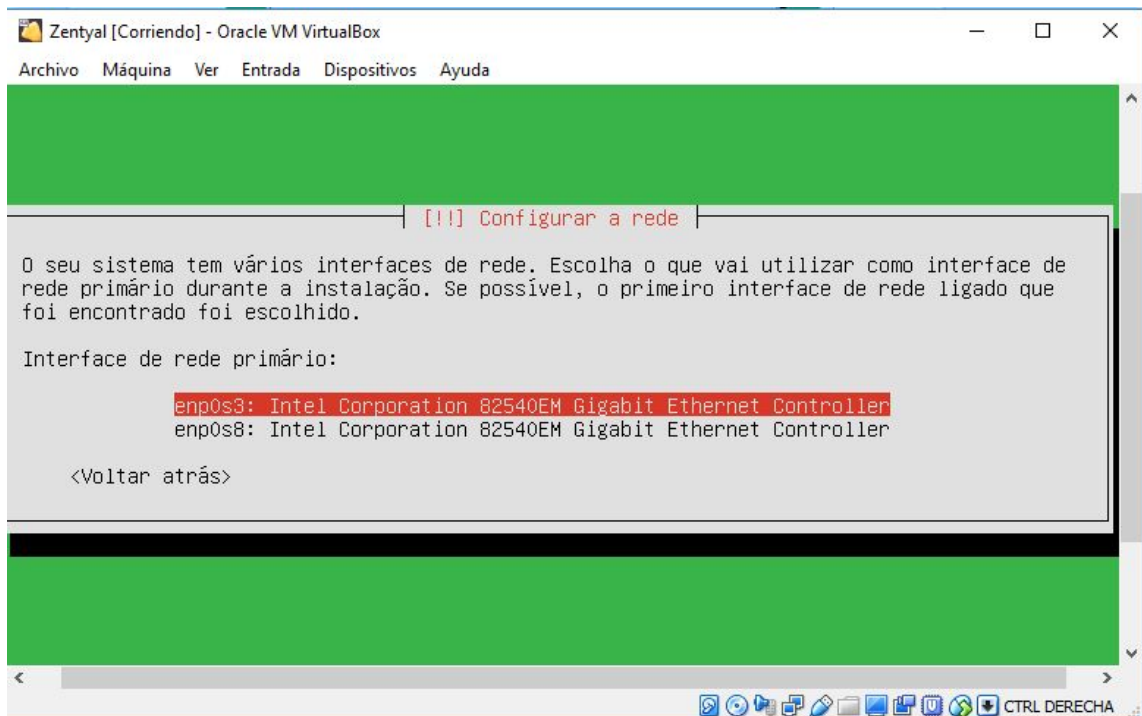 Zentyal [Corriendo] - Oracle VM VirtualBox
Archivo Máquina Ver Entrada Dispositivos Ayuda
[!!] Configurar a rede
O seu sistema tem vários interfaces de rede. Escolha o que vai utilizar como interface de
rede primário durante a instalação. Se possível, o primeiro interface de rede ligado que
foi encontrado foi escolhido.
Interface de rede primário:
enp0s3: Intel Corporation 82540EM Gigabit Ethernet Controller
enp0s8: Intel Corporation 82540EM Gigabit Ethernet Controller
<Voltar atrás>
CTRL DERECHA